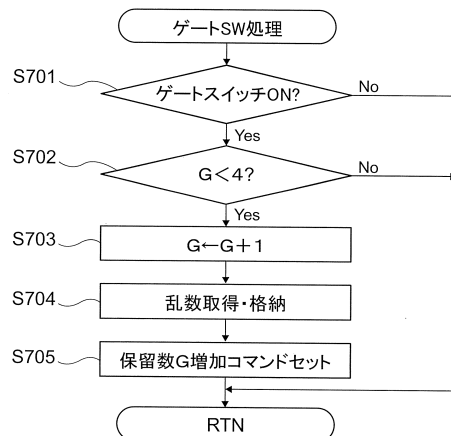 ゲートSW処理
S701
ゲートスイッチON?
No
Yes
S702
G<4?
No
Yes
S703
G←G+1
S704
乱数取得・格納
S705
保留数G増加コマンドセット
RTN